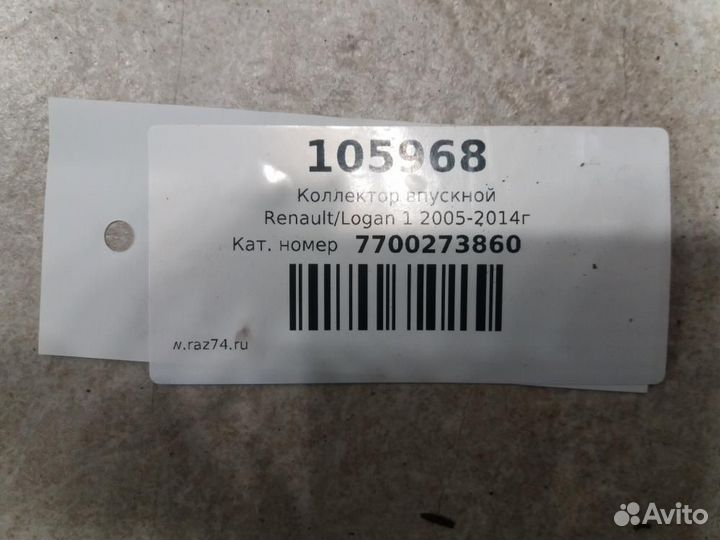 105968
Коллектор впускной
Renault/Logan 1 2005-2014г
Кат. номер 7700273860
w.raz74.ru
Avito